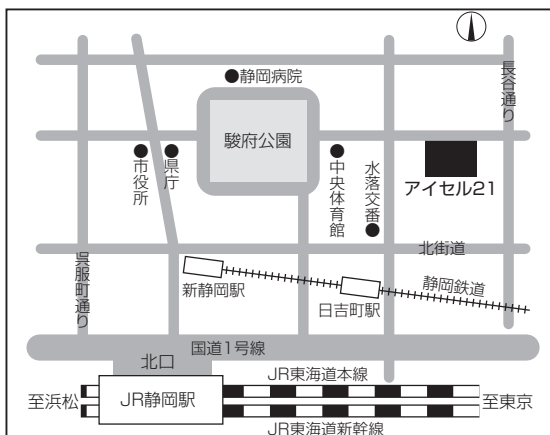 静岡病院
長谷通り
駿府公園
市役所
県庁
中央体育館
水落交番
アイセル21
北街道
呉服町通り
新静岡駅
日吉町駅
静岡鉄道
国道1号線
北口
JR東海道本線
至浜松
JR静岡駅
至東京
JR東海道新幹線